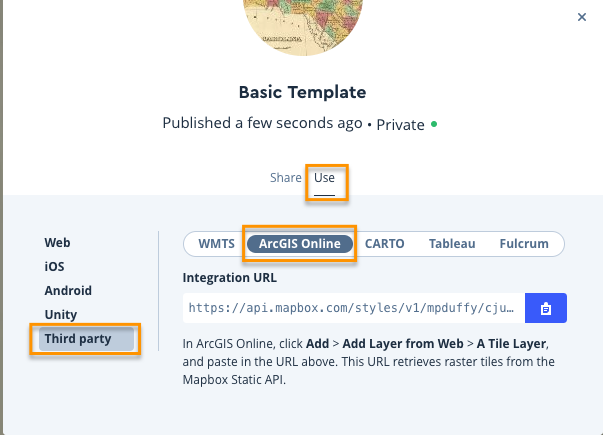 Basic Template
Published a few seconds ago • Private
Share Use
Web
iOS
Android
Unity
Third party
WMTS ArcGIS Online CARTO Tableau Fulcrum
Integration URL
https://api.mapbox.com/styles/v1/mpduffy/cju…
In ArcGIS Online, click Add > Add Layer from Web > A Tile Layer,
and paste in the URL above. This URL retrieves raster tiles from the
Mapbox Static API.